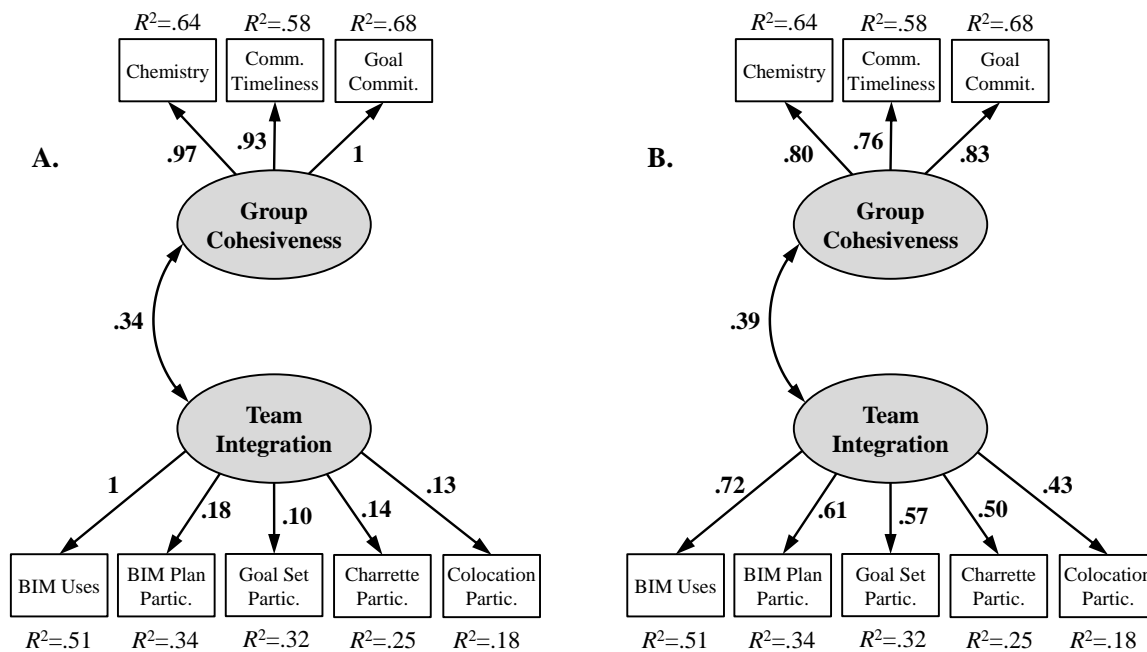 R²=.64 R²=.58 R²=.68
Chemistry
Comm.
Timeliness
Goal
Commit.
.97 .93 1
A.
Group
Cohesiveness
.34
Team
Integration
1 .18 .10 .14 .13
BIM Uses
BIM Plan
Partic.
Goal Set
Partic.
Charrette
Partic.
Colocation
Partic.
R²=.51 R²=.34 R²=.32 R²=.25 R²=.18
R²=.64 R²=.58 R²=.68
Chemistry
Comm.
Timeliness
Goal
Commit.
.80 .76 .83
B.
Group
Cohesiveness
.39
Team
Integration
.72 .61 .57 .50 .43
BIM Uses
BIM Plan
Partic.
Goal Set
Partic.
Charrette
Partic.
Colocation
Partic.
R²=.51 R²=.34 R²=.32 R²=.25 R²=.18